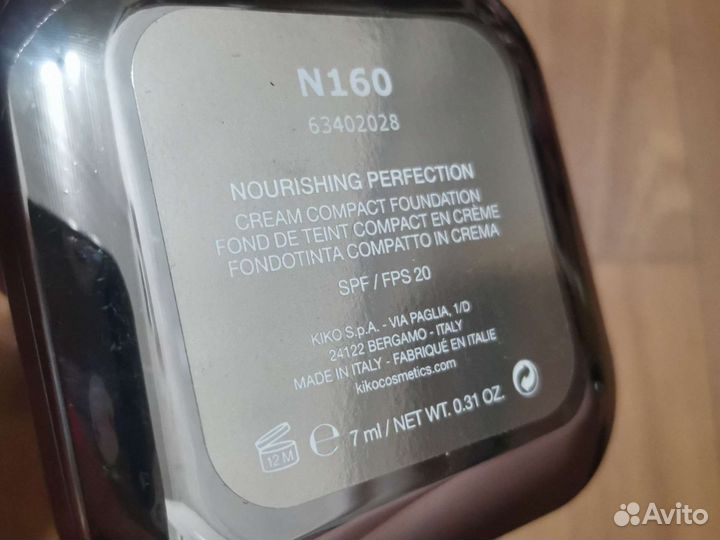 N160
63402028
NOURISHING PERFECTION
CREAM COMPACT FOUNDATION
FOND DE TEINT COMPACT EN CRÈME
FONDOTINTA COMPATTO IN CREMA
SPF / FPS 20
KIKO S.p.A. - VIA PAGLIA, 1/D
24122 BERGAMO - ITALY
MADE IN ITALY - FABRIQUÉ EN ITALIE
kikocosmetics.com
12 M ℮ 7 ml / NET WT. 0.31 OZ.
Avito